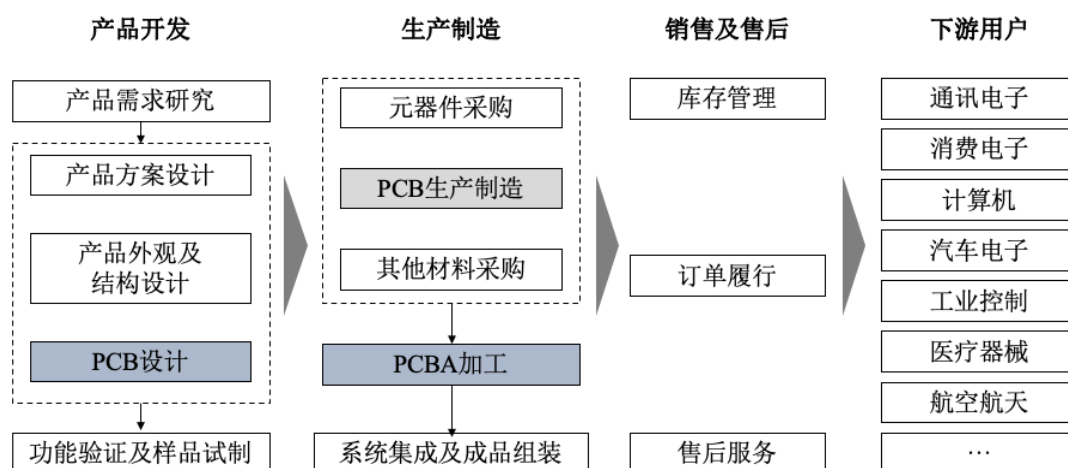 产品开发
产品需求研究
产品方案设计
产品外观及
结构设计
PCB设计
功能验证及样品试制
生产制造
元器件采购
PCB生产制造
其他材料采购
PCBA加工
系统集成及成品组装
销售及售后
库存管理
订单履行
售后服务
下游用户
通讯电子
消费电子
计算机
汽车电子
工业控制
医疗器械
航空航天
…